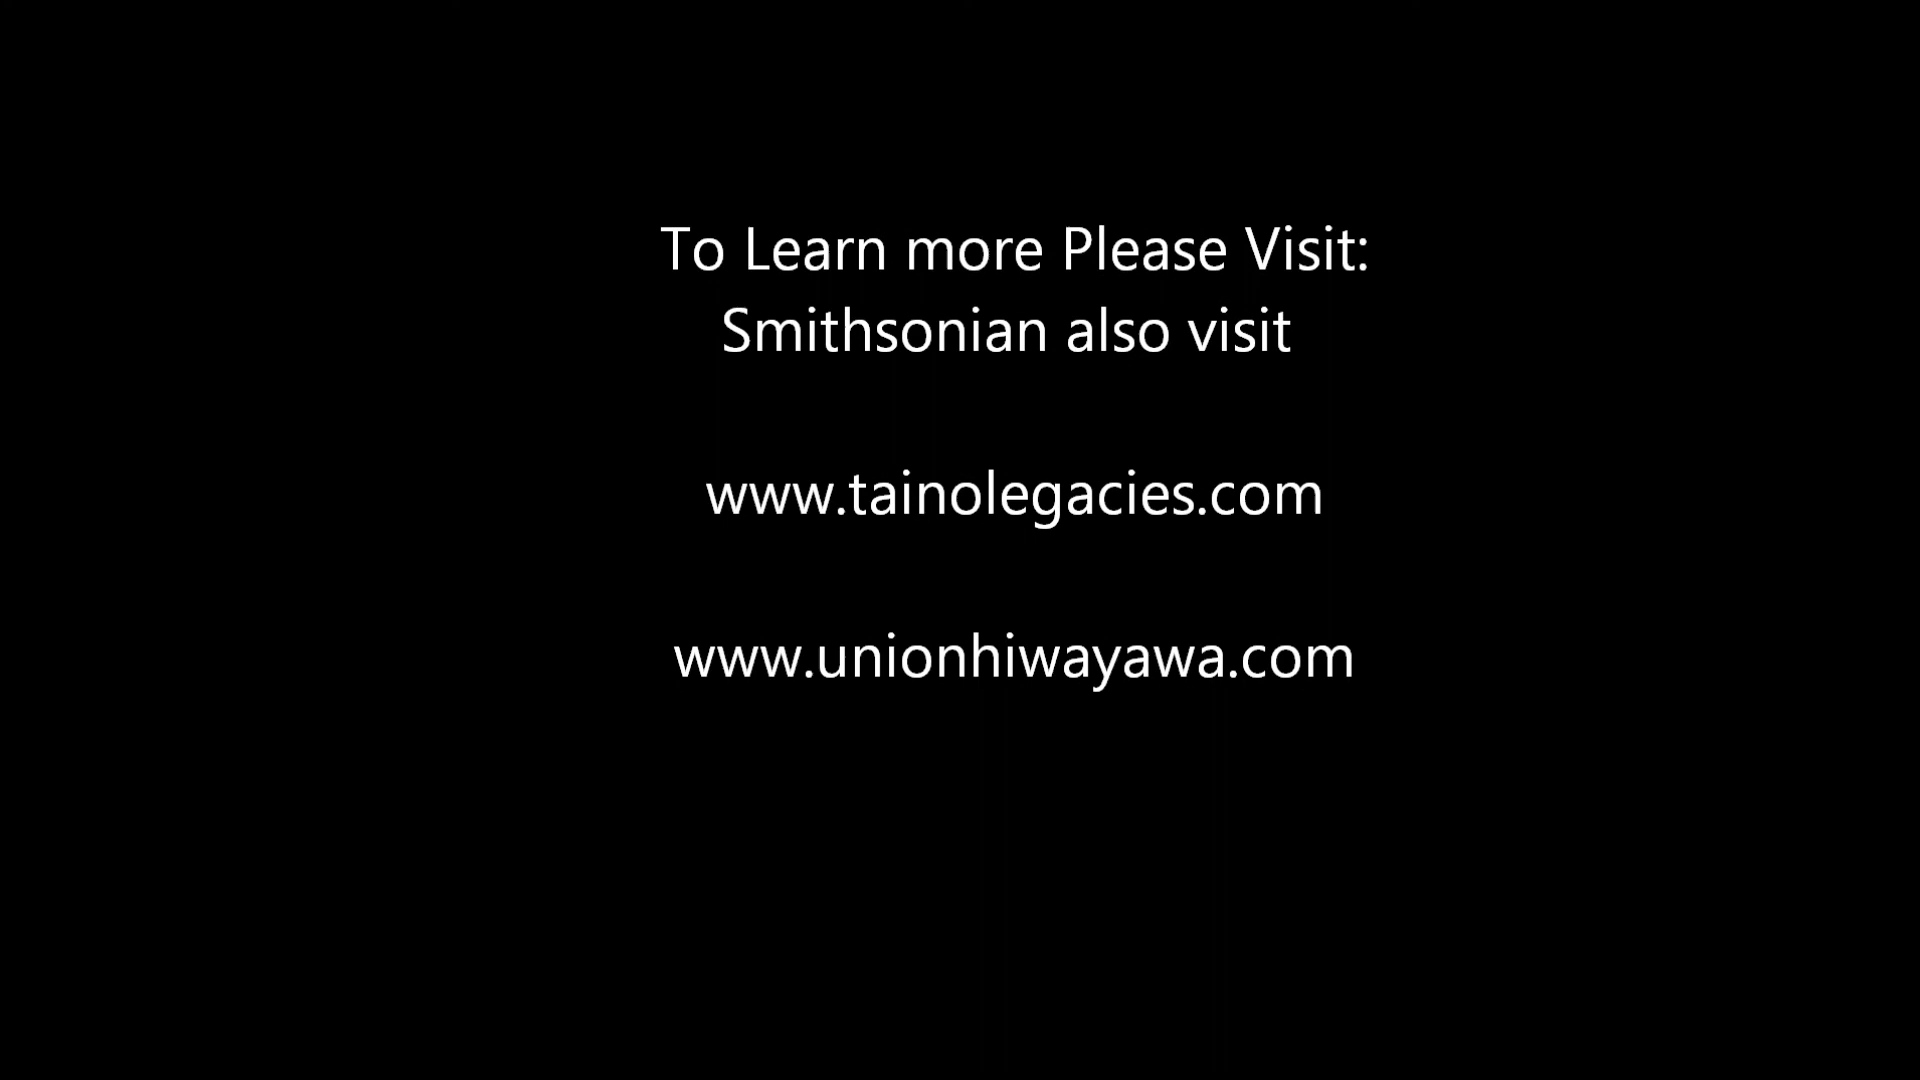 To Learn more Please Visit:
Smithsonian also visit
www.tainolegacies.com
www.unionhiwayawa.com